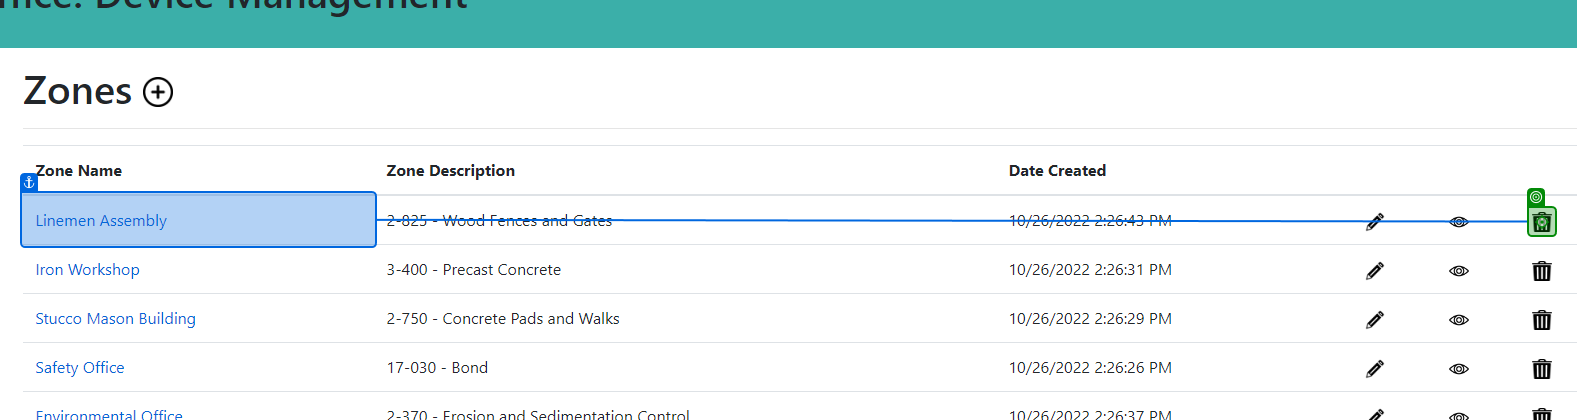 Device Management
Zones
Zone Name Zone Description Date Created
Linemen Assembly 2-825 - Wood Fences and Gates 10/26/2022 2:26:43 PM
Iron Workshop 3-400 - Precast Concrete 10/26/2022 2:26:31 PM
Stucco Mason Building 2-750 - Concrete Pads and Walks 10/26/2022 2:26:29 PM
Safety Office 17-030 - Bond 10/26/2022 2:26:26 PM
Environmental Office 2-370 - Erosion and Sedimentation Control 10/26/2022 2:26:37 PM